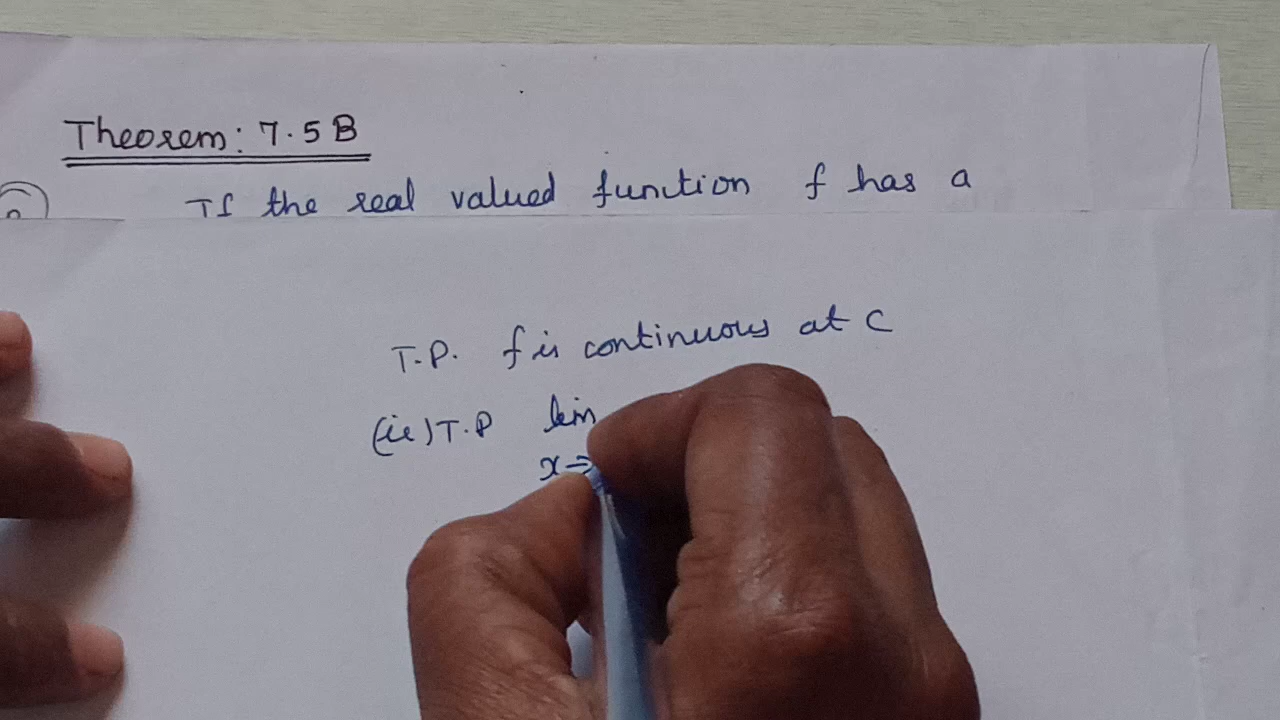 Theorem: 7.5B
If the real valued function f has a
T.P. f is continuous at C
(ie) T.P lim
x→